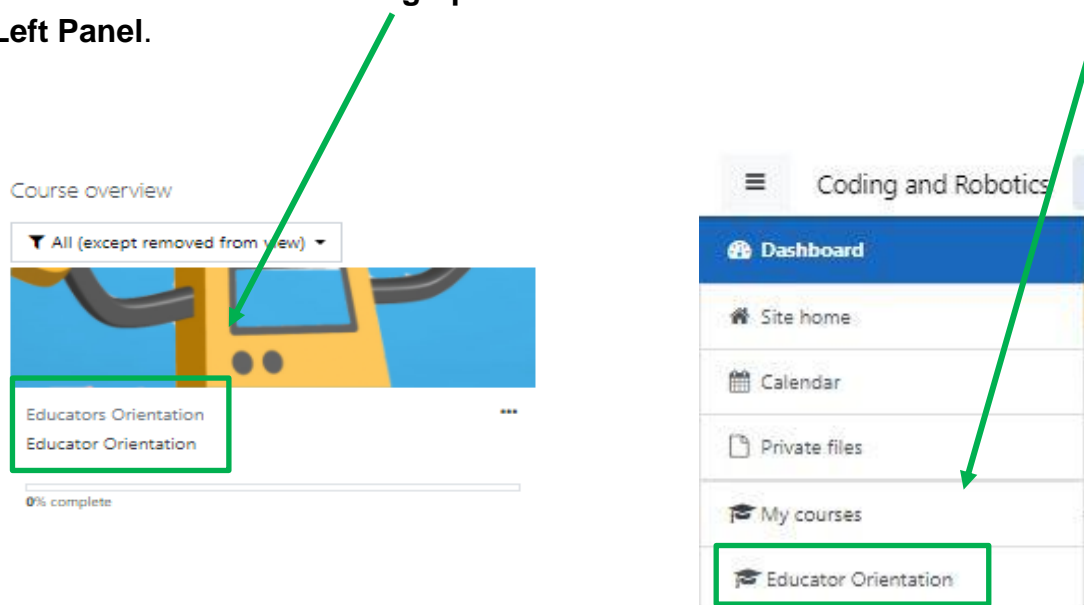 Left Panel.
Course overview
All (except removed from view)
Educators Orientation
Educator Orientation
0% complete
Coding and Robotics
Dashboard
Site home
Calendar
Private files
My courses
Educator Orientation